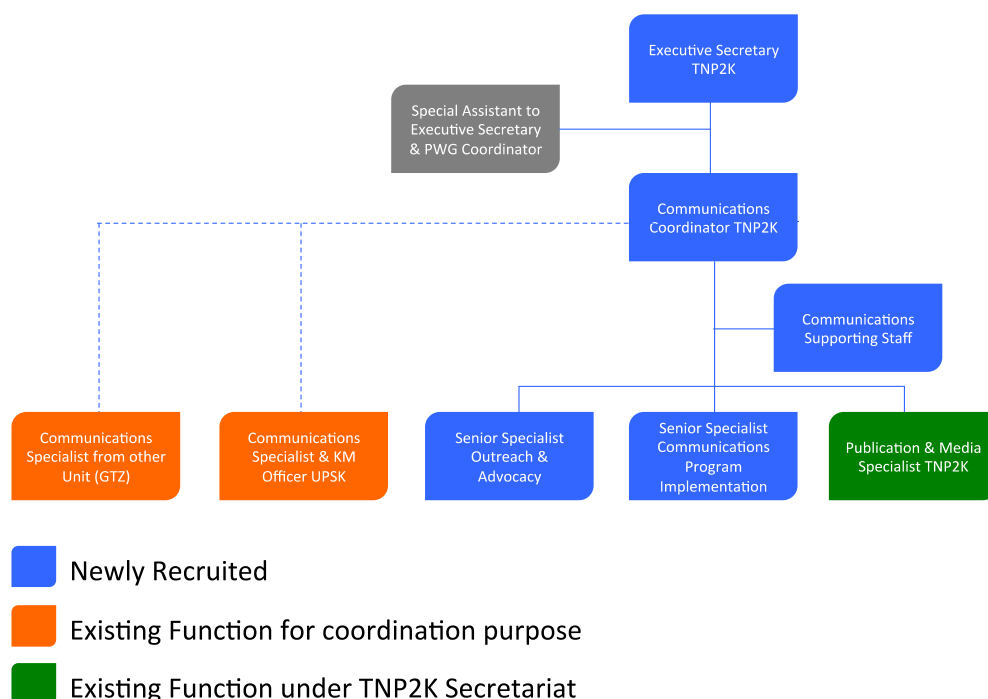 Executive Secretary
TNP2K
Special Assistant to
Executive Secretary
& PWG Coordinator
Communications
Coordinator TNP2K
Communications
Supporting Staff
Communications
Specialist from other
Unit (GTZ)
Communications
Specialist & KM
Officer UPSK
Senior Specialist
Outreach &
Advocacy
Senior Specialist
Communications
Program
Implementation
Publication & Media
Specialist TNP2K
Newly Recruited
Existing Function for coordination purpose
Existing Function under TNP2K Secretariat